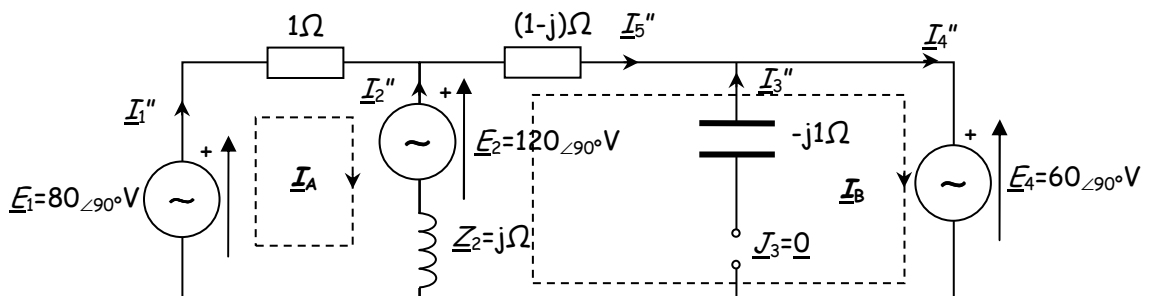 1Ω
(1-j)Ω
I5"
I4"
I1"
I2"
+
I3"
E2=120∠90°V
-j1Ω
+
+
IA
IB
E1=80∠90°V
~
~
~
E4=60∠90°V
Z2=jΩ
J3=0